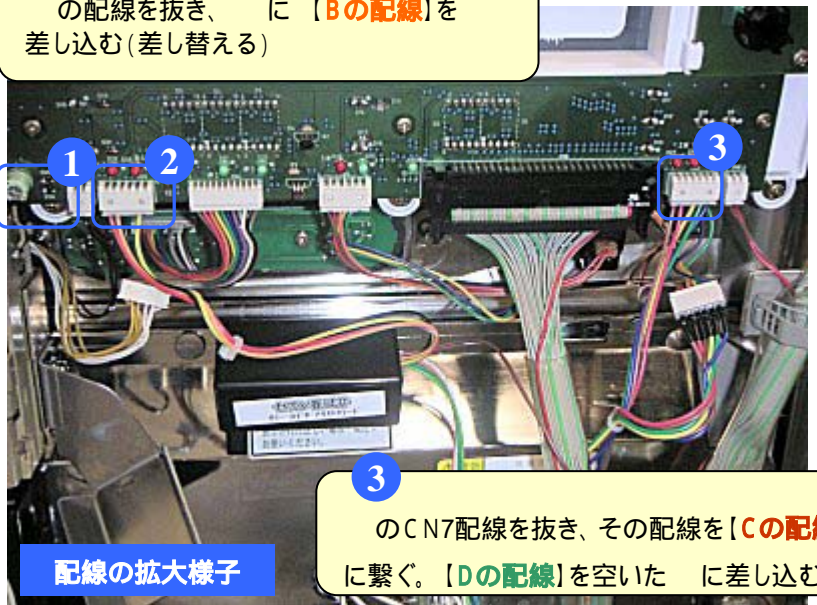 の配線を抜き、 に 【Bの配線】を
差し込む(差し替える)
1
2
3
3
のCN7配線を抜き、その配線を【Cの配線
に繋ぐ。【Dの配線】を空いた に差し込む
配線の拡大様子